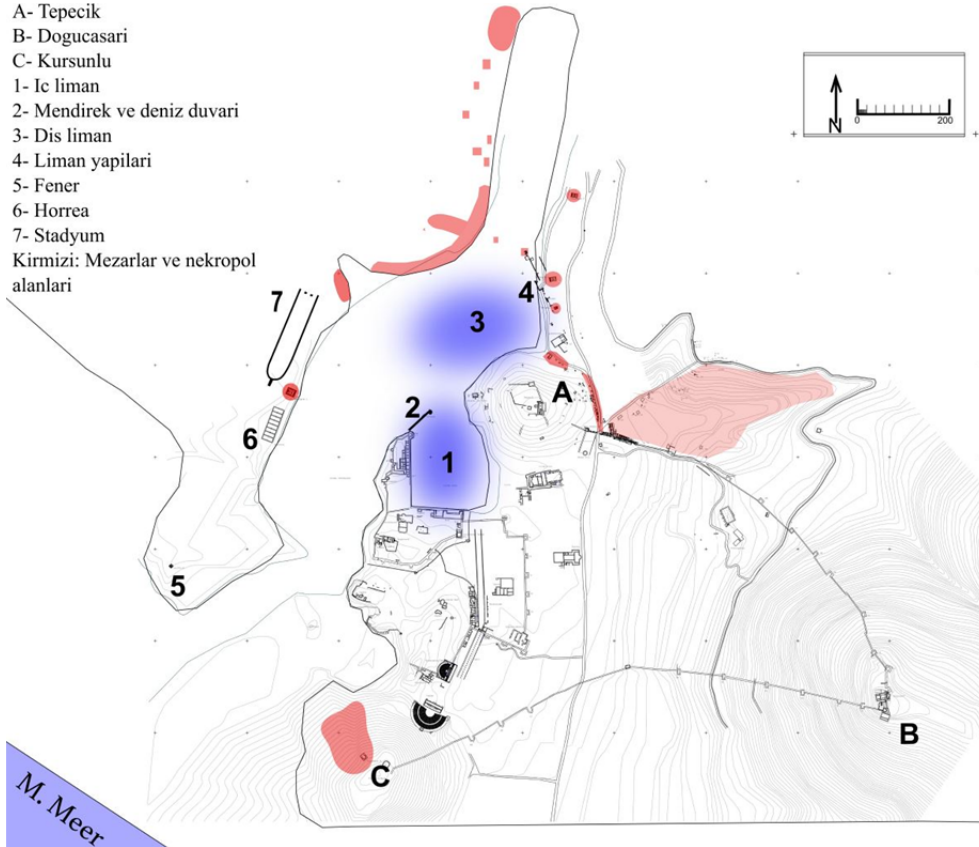 A- Tepecik
B- Dogucasari
C- Kursunlu
1- Ic liman
2- Mendirek ve deniz duvari
3- Dis liman
4- Liman yapilari
5- Fener
6- Horrea
7- Stadyum
Kirmizi: Mezarlar ve nekropol
alanlari
N
0 200
7
4
3
A
2
6
1
5
B
C
M. Meer